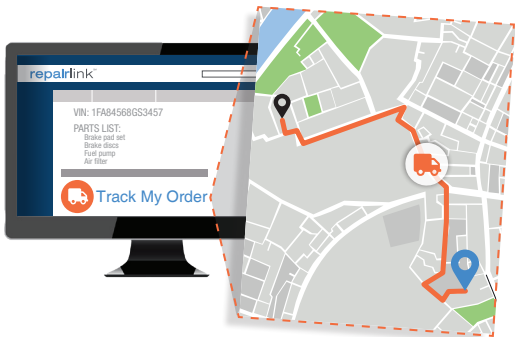 repairlink
VIN: 1FA84568GS3457
PARTS LIST:
Brake pad set
Brake discs
Fuel pump
Air filter
Track My Order